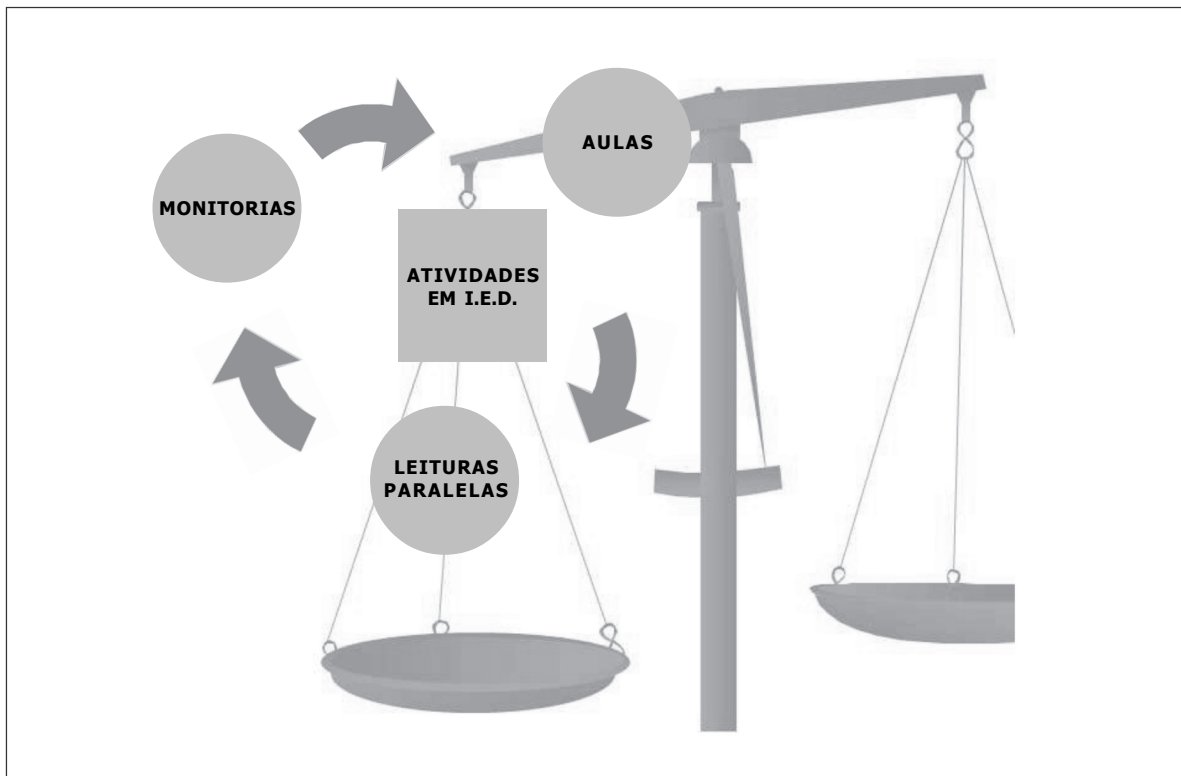 AULAS
MONITORIAS
ATIVIDADES
EM I.E.D.
LEITURAS
PARALELAS